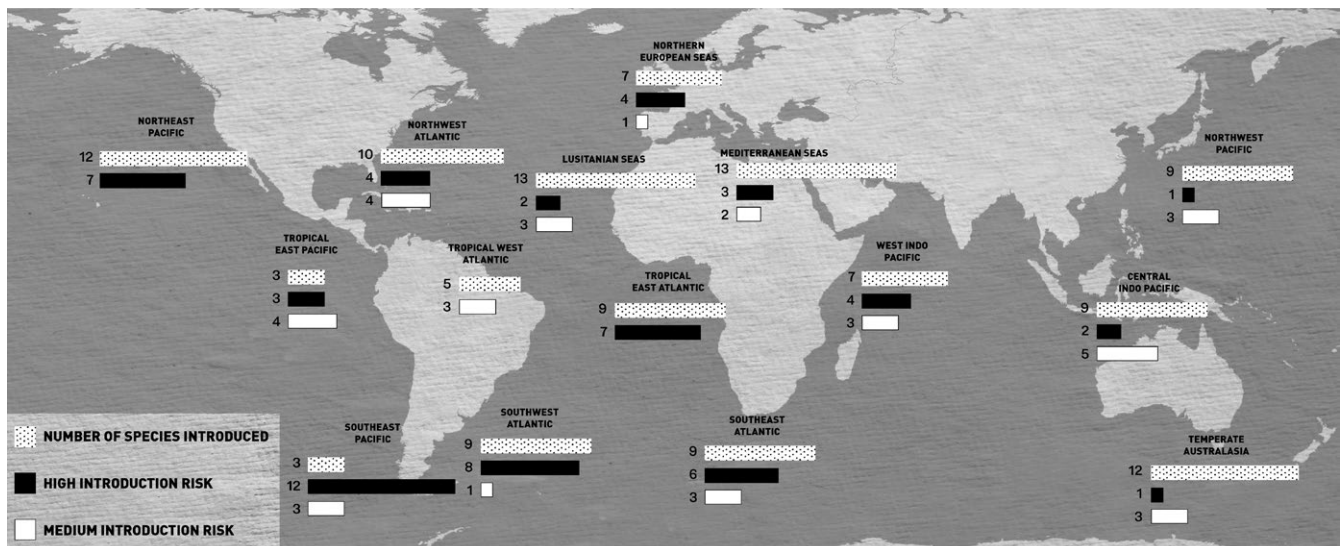 NORTHERN
EUROPEAN SEAS
7
4
1
NORTHEAST
PACIFIC
12
7
NORTHWEST
ATLANTIC
10
4
4
LUSITANIAN SEAS
13
2
3
MEDITERRANEAN SEAS
13
3
2
NORTHWEST
PACIFIC
9
1
3
TROPICAL
EAST PACIFIC
3
3
4
TROPICAL WEST
ATLANTIC
5
3
TROPICAL
EAST ATLANTIC
9
7
WEST INDO
PACIFIC
7
4
3
CENTRAL
INDO PACIFIC
9
2
5
SOUTHEAST
PACIFIC
3
12
3
SOUTHWEST
ATLANTIC
9
8
1
SOUTHEAST
ATLANTIC
9
6
3
TEMPERATE
AUSTRALASIA
12
1
3
NUMBER OF SPECIES INTRODUCED
HIGH INTRODUCTION RISK
MEDIUM INTRODUCTION RISK